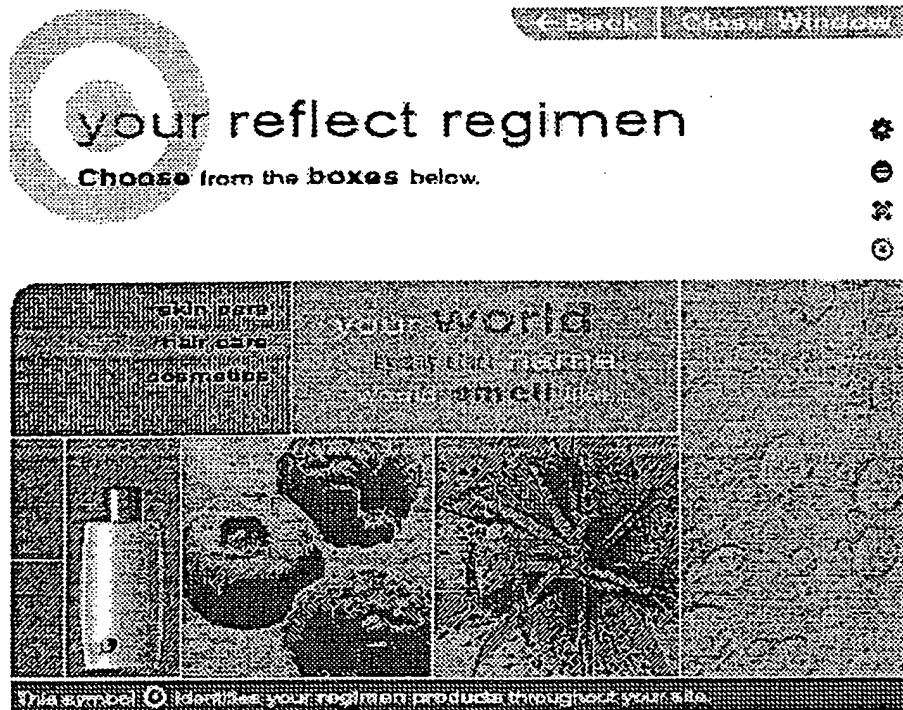 ← Back | Close Window
your reflect regimen
Choose from the boxes below.
skin care
hair care
cosmetics
your world
smell
This symbol identifies your regimen products throughout your site.